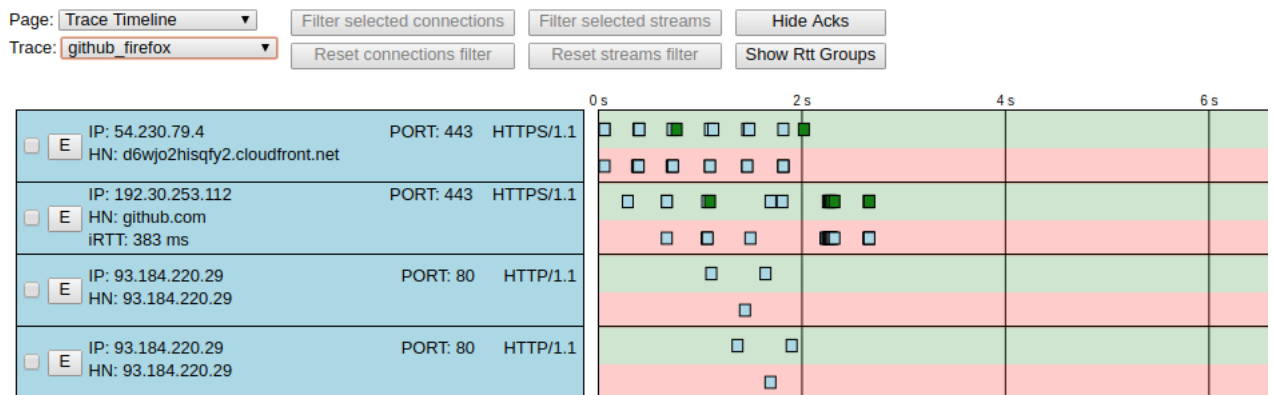 Page: Trace Timeline Filter selected connections Filter selected streams Hide Acks
Trace: github_firefox Reset connections filter Reset streams filter Show Rtt Groups
0 s 2 s 4 s 6 s
E IP: 54.230.79.4 PORT: 443 HTTPS/1.1
HN: d6wjo2hisqfy2.cloudfront.net
E IP: 192.30.253.112 PORT: 443 HTTPS/1.1
HN: github.com
iRTT: 383 ms
E IP: 93.184.220.29 PORT: 80 HTTP/1.1
HN: 93.184.220.29
E IP: 93.184.220.29 PORT: 80 HTTP/1.1
HN: 93.184.220.29